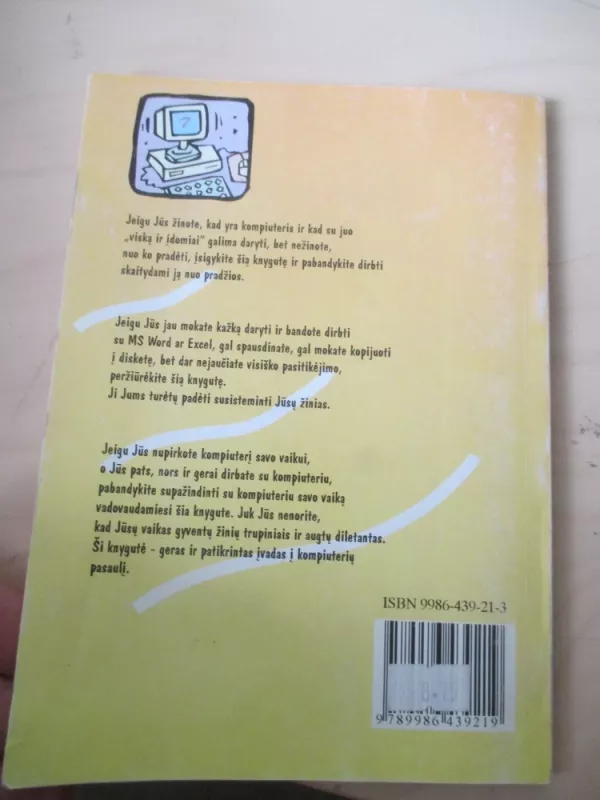 ?
Jeigu Jūs žinote, kad yra kompiuteris ir kad su juo
„viską ir įdomiai" galima daryti, bet nežinote,
nuo ko pradėti, įsigykite šią knygutę ir pabandykite dirbti
skaitydami ją nuo pradžios.
Jeigu Jūs jau mokate kažką daryti ir bandote dirbti
su MS Word ar Excel, gal spausdinate, gal mokate kopijuoti
į disketę, bet dar nejaučiate visiško pasitikėjimo,
peržiūrėkite šią knygutę.
Ji Jums turėtų padėti susisteminti Jūsų žinias.
Jeigu Jūs nupirkote kompiuterį savo vaikui,
o Jūs pats, nors ir gerai dirbate su kompiuteriu,
pabandykite supažindinti su kompiuteriu savo vaiką
vadovaudamiesi šia knygute. Juk Jūs nenorite,
kad Jūsų vaikas gyventų žinių trupiniais ir augtų diletantas.
Ši knygutė - geras ir patikrintas įvadas į kompiuterių
pasaulį.
ISBN 9986-439-21-3
9 789986 439219